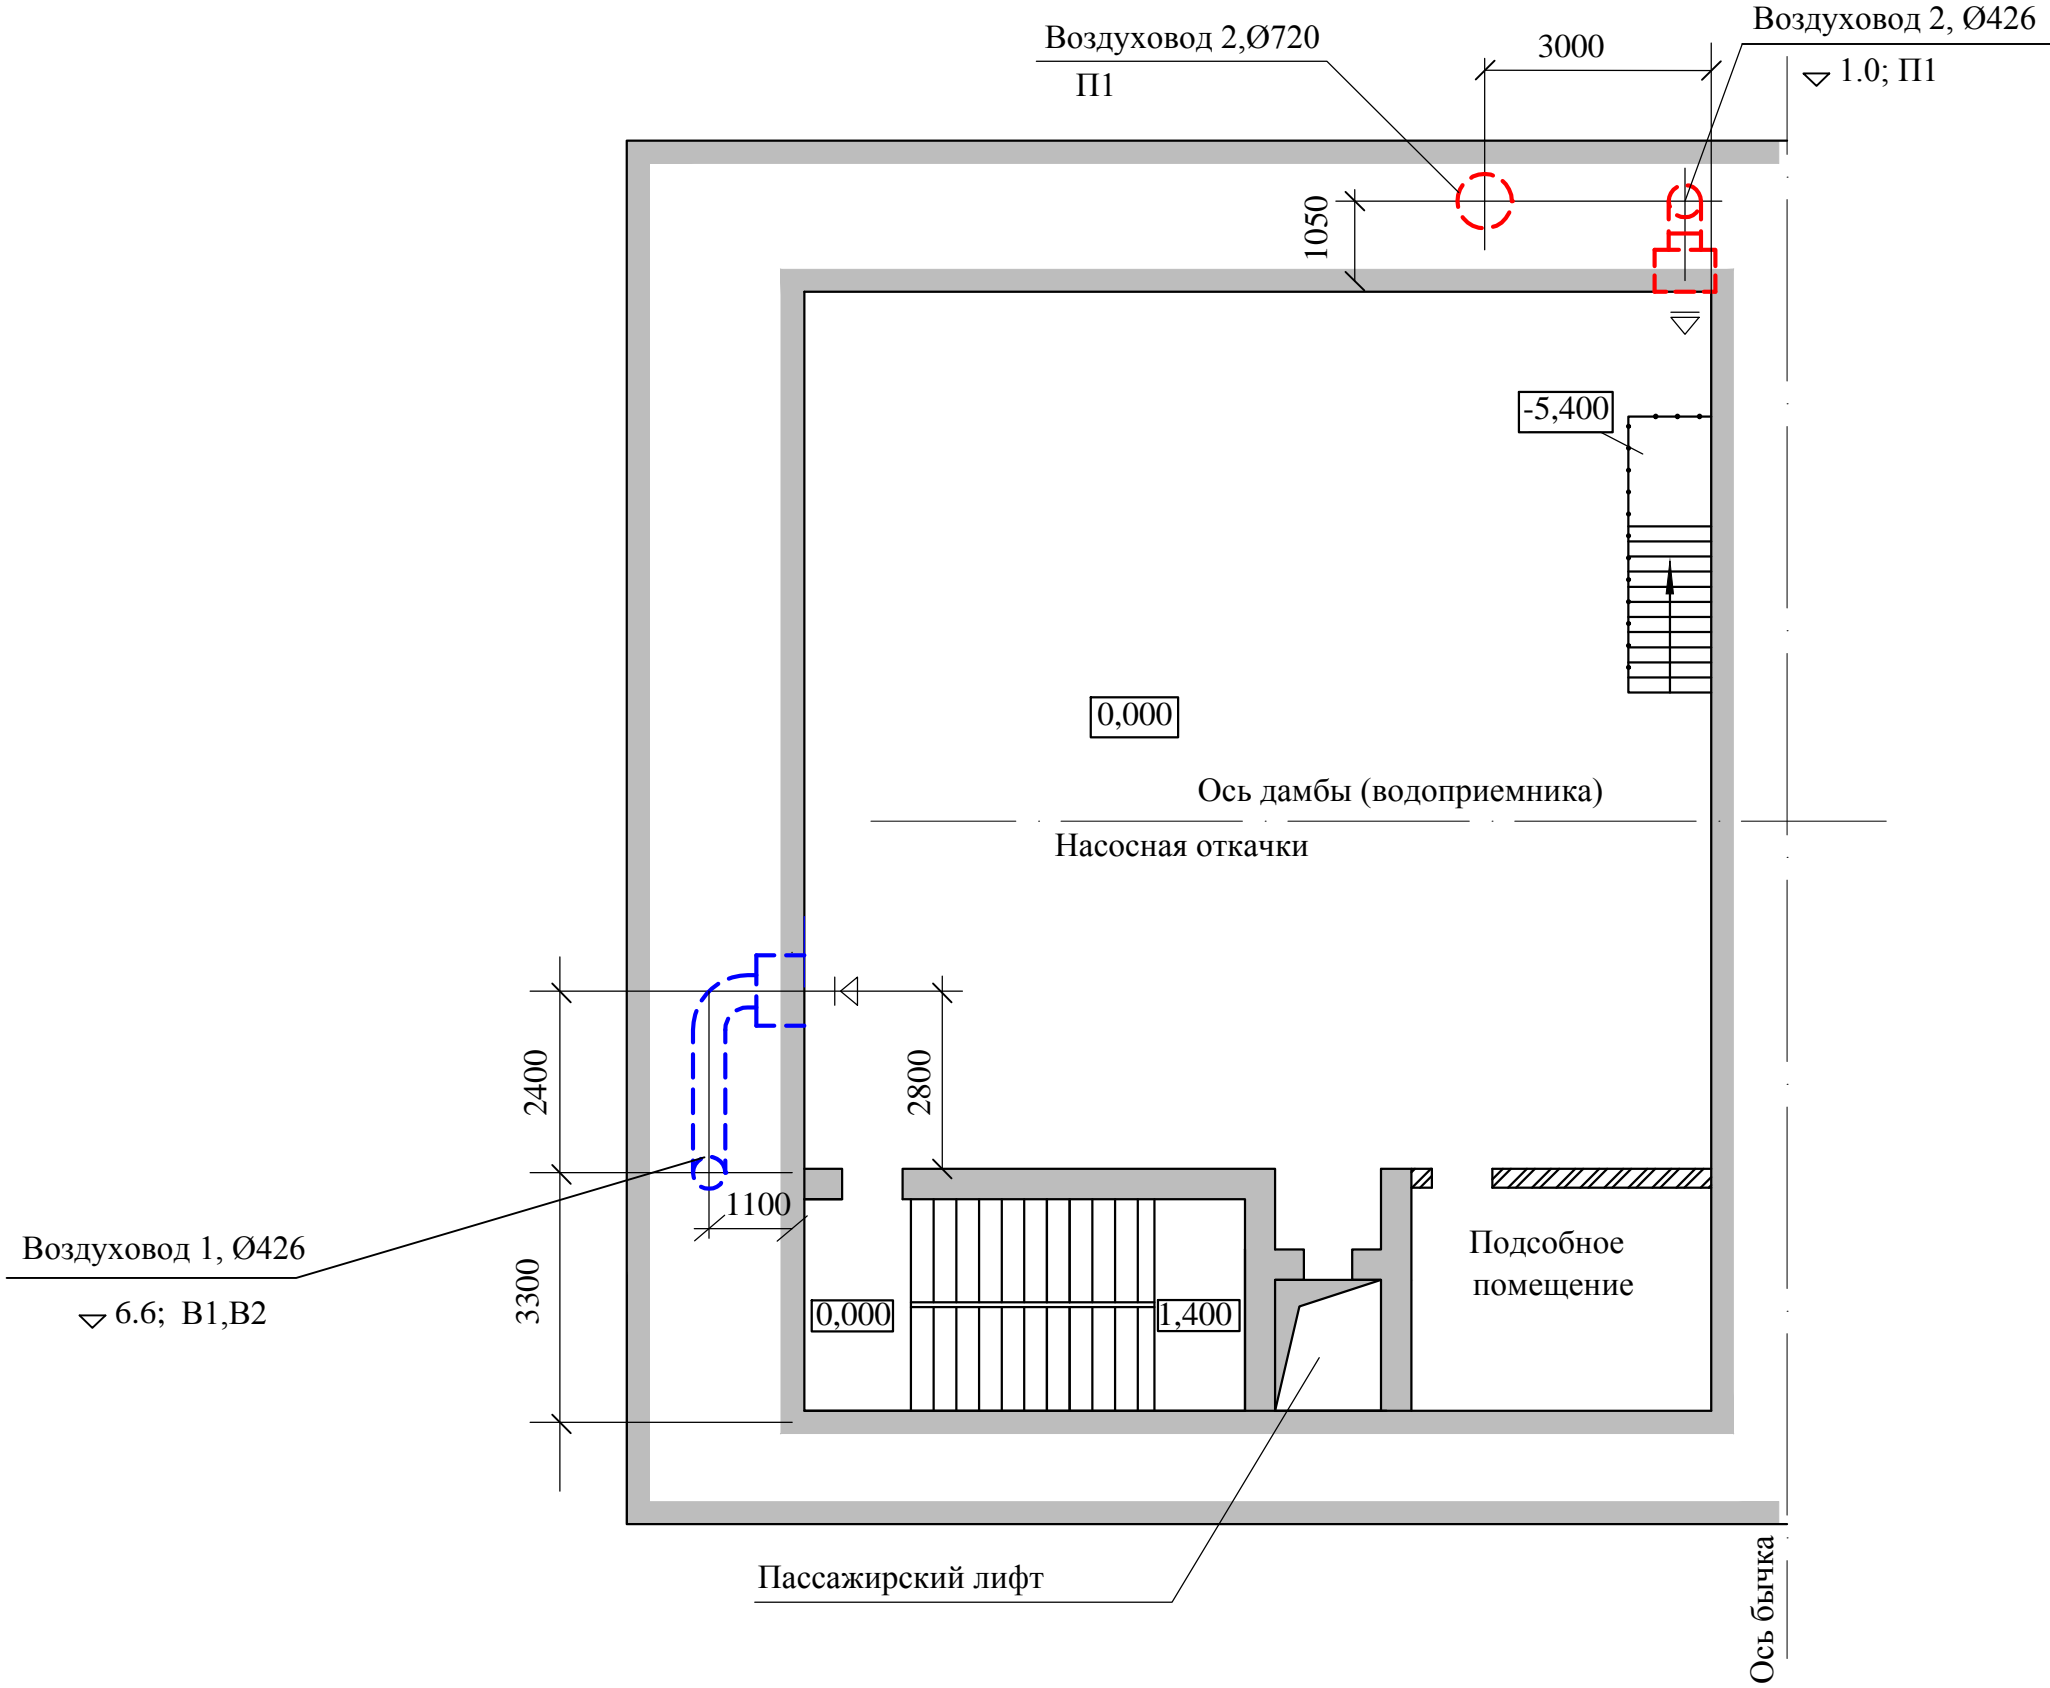 Воздуховод 2, Ø426
1.0; П1
Воздуховод 2,Ø720
П1
3000
1050
-5,400
0,000
Ось дамбы (водоприемника)
Насосная откачки
2400
2800
1100
3300
Воздуховод 1, Ø426
6.6; В1,В2
0,000
1,400
Подсобное
помещение
Пассажирский лифт
Ось бычка